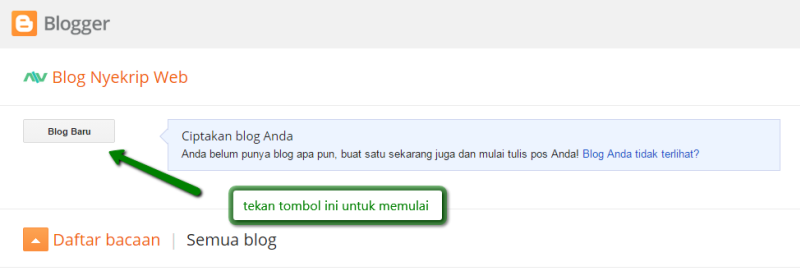 Blogger
Blog Nyekrip Web
Blog Baru
Ciptakan blog Anda
Anda belum punya blog apa pun, buat satu sekarang juga dan mulai tulis pos Anda! Blog Anda tidak terlihat?
tekan tombol ini untuk memulai
Daftar bacaan | Semua blog